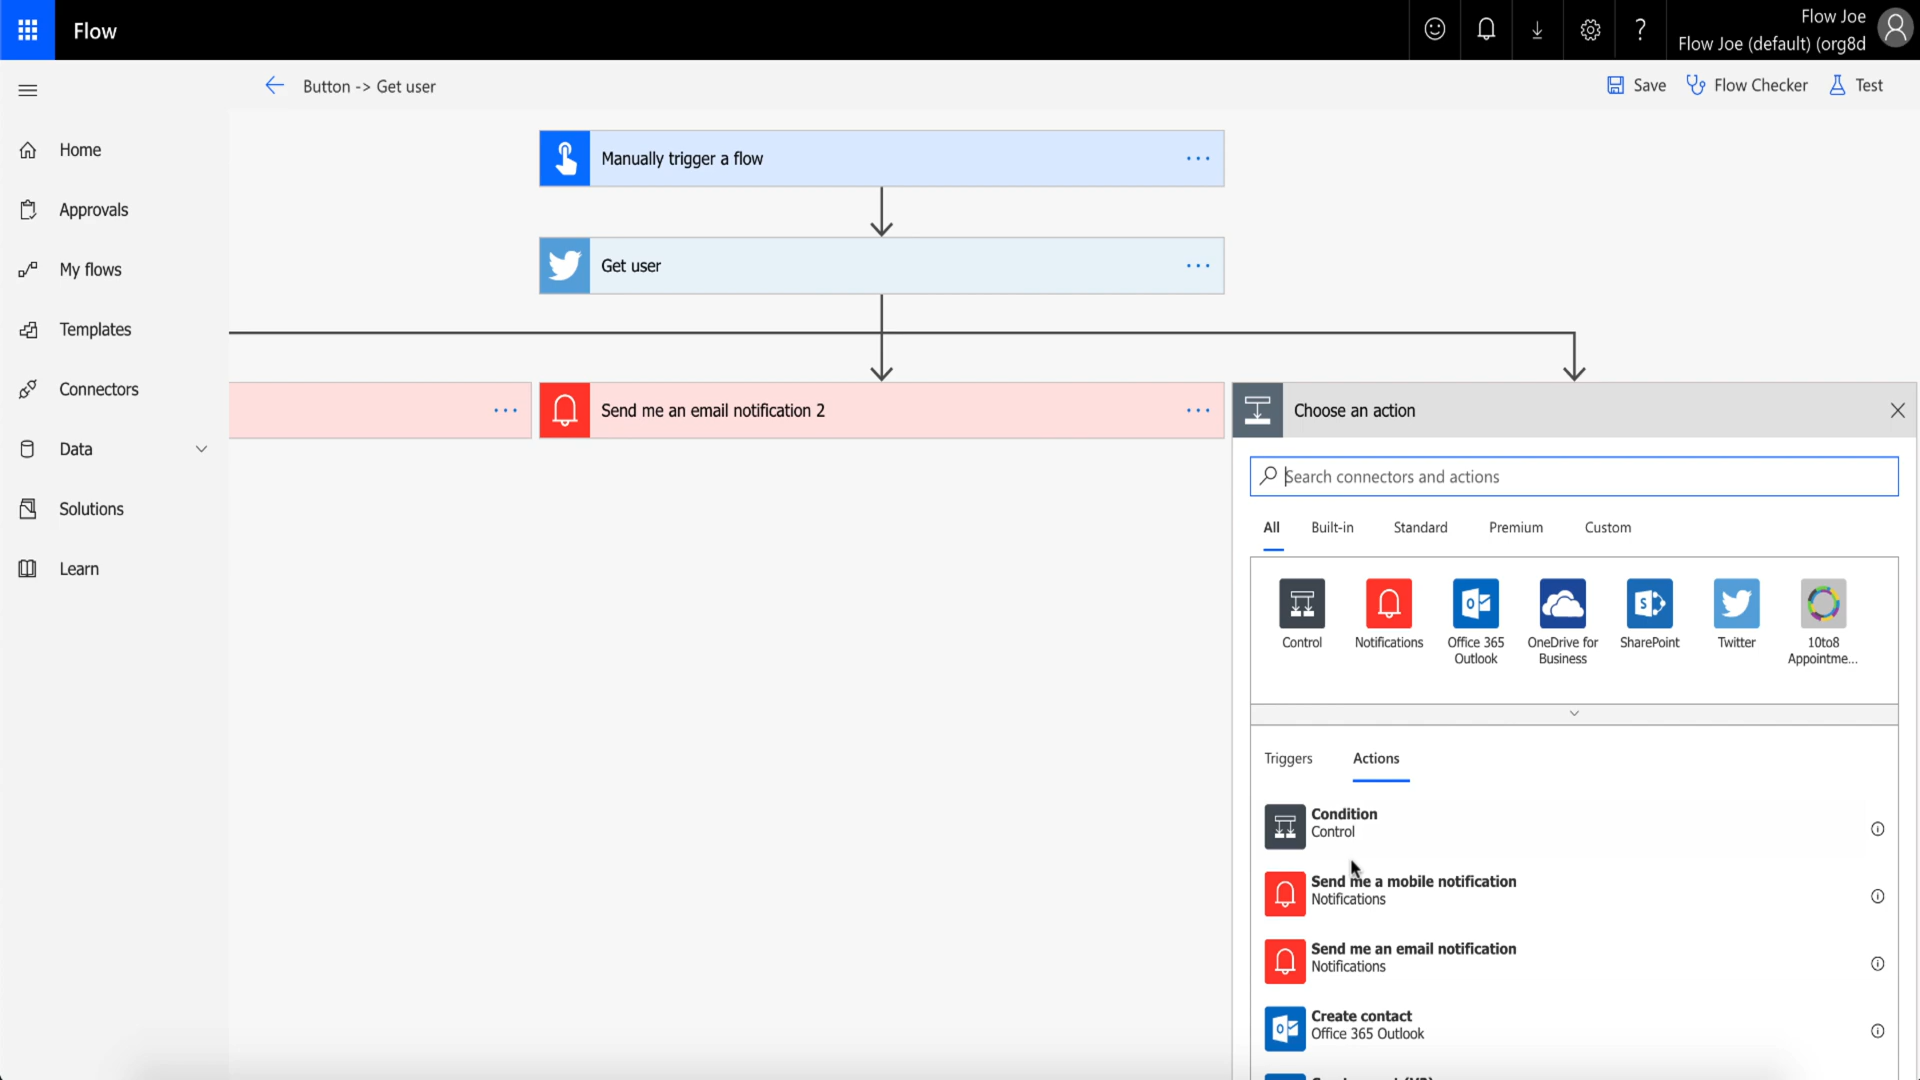 Flow
Flow Joe
Flow Joe (default) (org8d
Button -> Get user
Save
Flow Checker
Test
Home
Approvals
My flows
Templates
Connectors
Data
Solutions
Learn
Manually trigger a flow
Get user
Send me an email notification 2
Choose an action
Search connectors and actions
All
Built-in
Standard
Premium
Custom
Control
Notifications
Office 365
Outlook
OneDrive for
Business
SharePoint
Twitter
10to8
Appointme...
Triggers
Actions
Condition
Control
Send me a mobile notification
Notifications
Send me an email notification
Notifications
Create contact
Office 365 Outlook